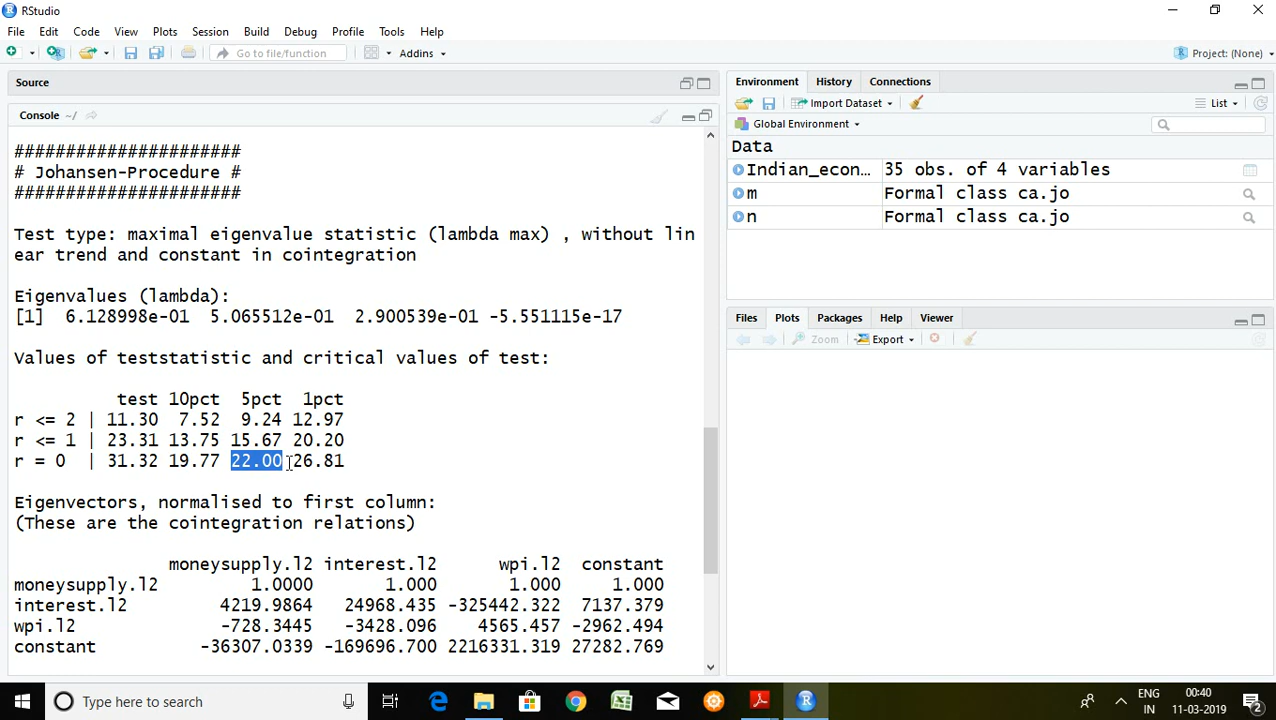 RStudio
File Edit Code View Plots Session Build Debug Profile Tools Help
Go to file/function Addins Project: (None)
Source
Console ~/
######################
# Johansen-Procedure #
######################
Test type: maximal eigenvalue statistic (lambda max) , without lin
ear trend and constant in cointegration
Eigenvalues (lambda):
[1] 6.128998e-01 5.065512e-01 2.900539e-01 -5.551115e-17
Values of teststatistic and critical values of test:
test 10pct 5pct 1pct
r <= 2 | 11.30 7.52 9.24 12.97
r <= 1 | 23.31 13.75 15.67 20.20
r = 0 | 31.32 19.77 22.00 26.81
Eigenvectors, normalised to first column:
(These are the cointegration relations)
moneysupply.l2 interest.l2 wpi.l2 constant
moneysupply.l2 1.0000 1.000 1.000 1.000
interest.l2 4219.9864 24968.435 -325442.322 7137.379
wpi.l2 -728.3445 -3428.096 4565.457 -2962.494
constant -36307.0339 -169696.700 2216331.319 27282.769
Environment History Connections
Import Dataset List
Global Environment
Data
Indian_econ… 35 obs. of 4 variables
m Formal class ca.jo
n Formal class ca.jo
Files Plots Packages Help Viewer
Zoom Export
Type here to search
ENG
IN
00:40
11-03-2019
2